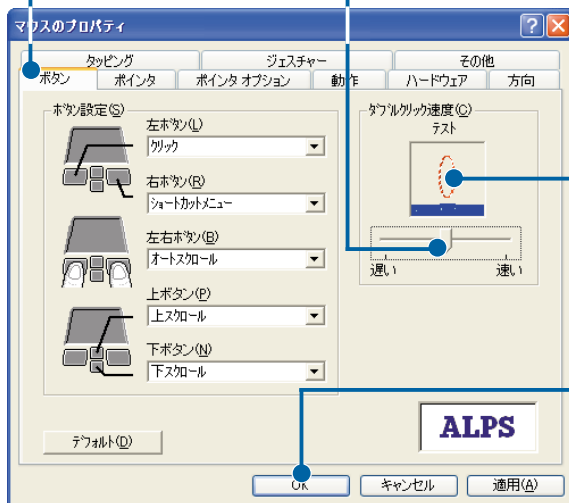 マウスのプロパティ
タッピング ジェスチャー その他
ボタン ポインタ ポインタ オプション 動作 ハードウェア 方向
ボタン設定(S)
左ボタン(L)
クリック
右ボタン(R)
ショートカットメニュー
左右ボタン(B)
オートスクロール
上ボタン(P)
上スクロール
下ボタン(N)
下スクロール
デフォルト(D)
ダブルクリック速度(C)
テスト
遅い 速い
ALPS
OK キャンセル 適用(A)